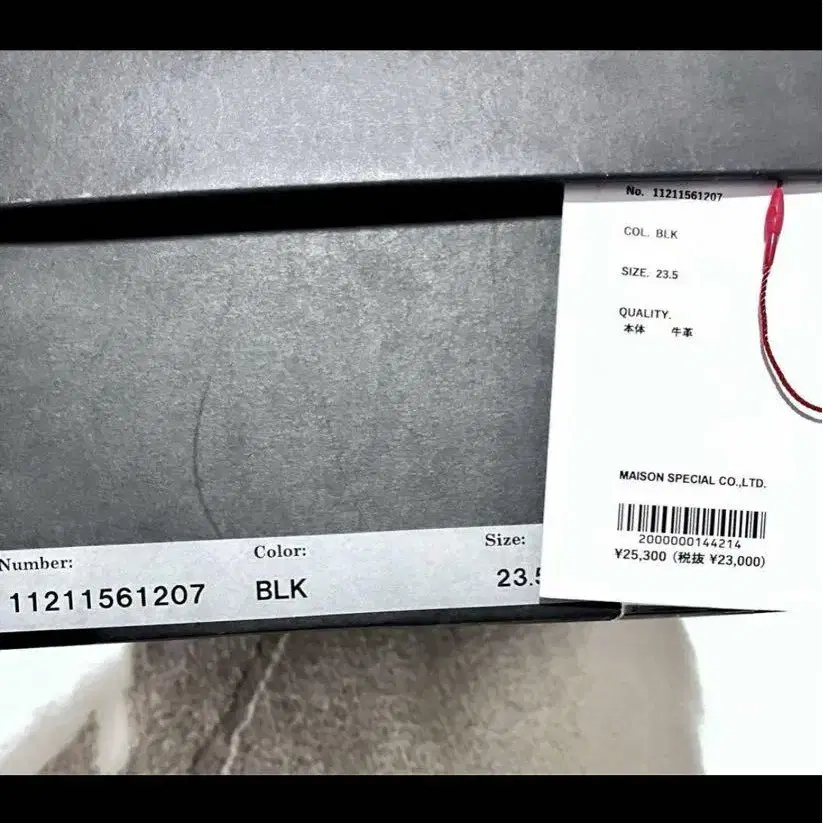 No. 11211561207
COL. BLK
SIZE. 23.5
QUALITY.
本体 牛革
MAISON SPECIAL CO.,LTD.
2000000144214
¥25,300 (税抜 ¥23,000)
Number: Color: Size:
11211561207 BLK 23.5